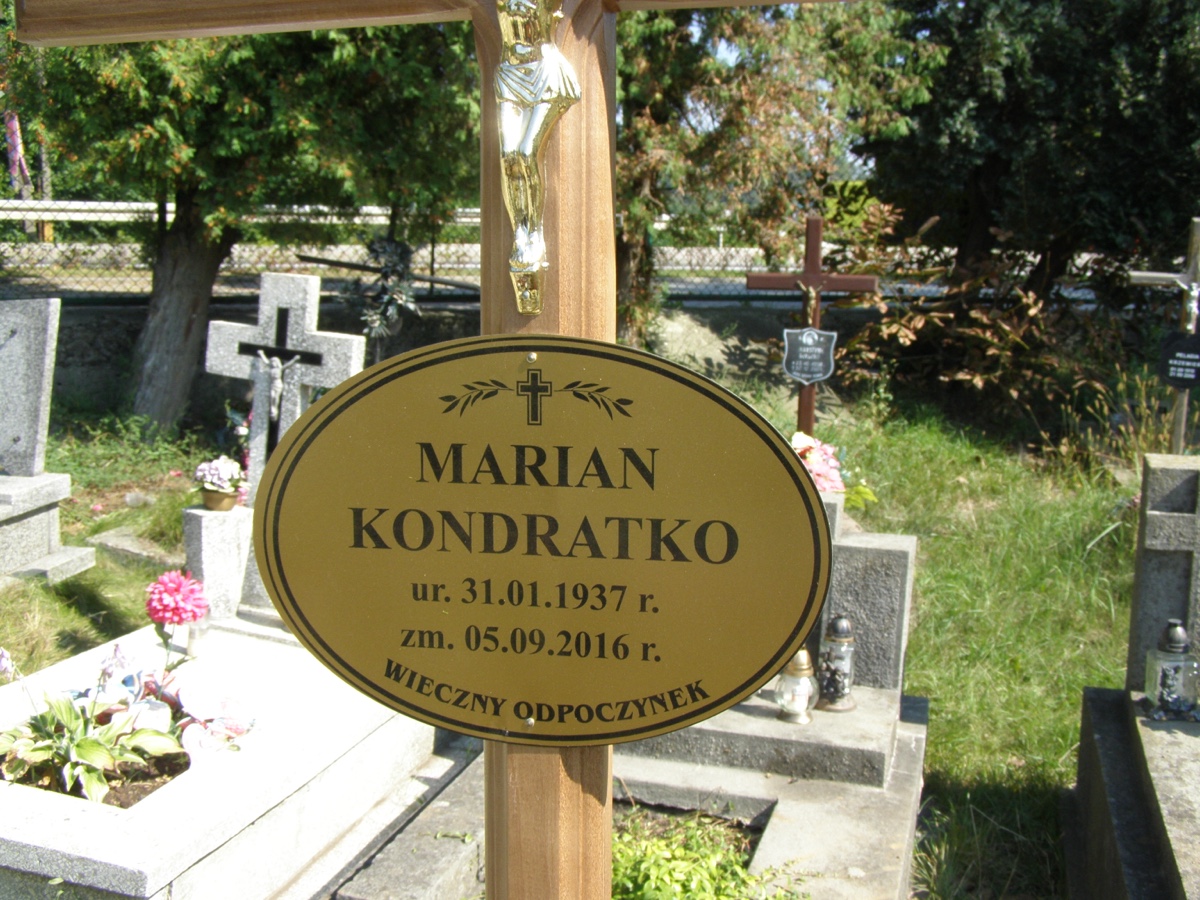 MARIAN
KONDRATKO
ur. 31.01.1937 r.
zm. 05.09.2016 r.
WIECZNY ODPOCZYNEK